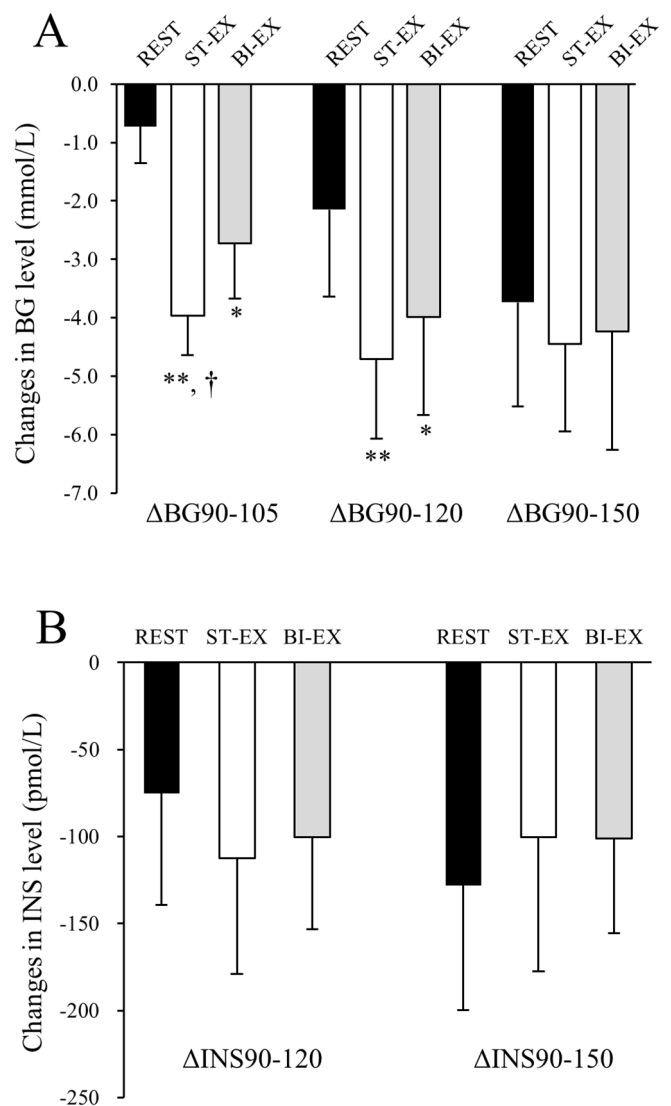 A
REST ST-EX BI-EX REST ST-EX BI-EX REST ST-EX BI-EX
Changes in BG level (mmol/L)
0.0
-1.0
-2.0
-3.0
-4.0
-5.0
-6.0
-7.0
*
**, †
*
**
ΔBG90-105 ΔBG90-120 ΔBG90-150
B
REST ST-EX BI-EX REST ST-EX BI-EX
Changes in INS level (pmol/L)
0
-50
-100
-150
-200
-250
ΔINS90-120 ΔINS90-150